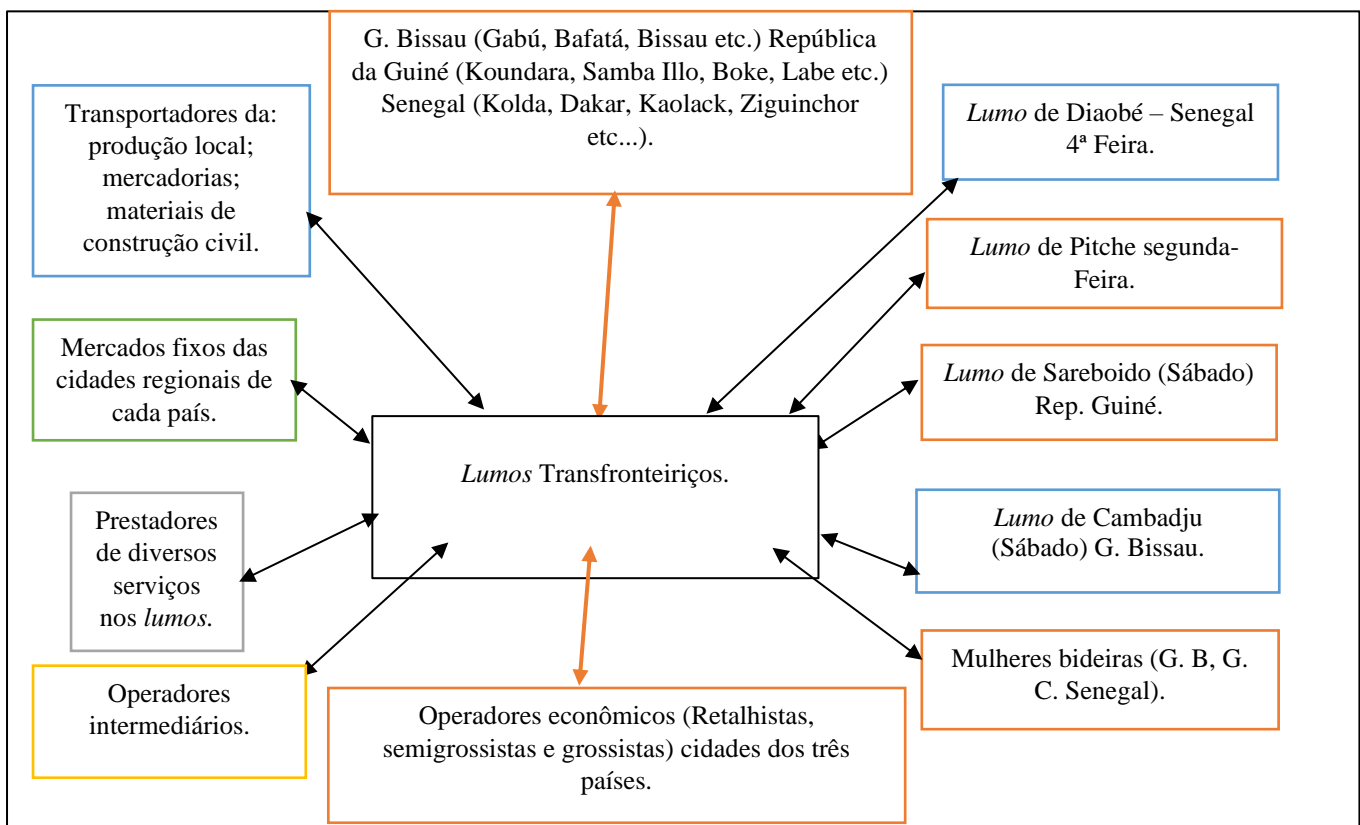 G. Bissau (Gabú, Bafatá, Bissau etc.) República
da Guiné (Koundara, Samba Illo, Boke, Labe etc.)
Senegal (Kolda, Dakar, Kaolack, Ziguinchor
etc...).
Transportadores da:
produção local;
mercadorias;
materiais de
construção civil.
Lumo de Diaobé – Senegal
4ª Feira.
Lumo de Pitche segunda-
Feira.
Mercados fixos das
cidades regionais de
cada país.
Lumo de Sareboido (Sábado)
Rep. Guiné.
Lumos Transfronteiriços.
Prestadores
de diversos
serviços
nos lumos.
Lumo de Cambadju
(Sábado) G. Bissau.
Operadores
intermediários.
Operadores econômicos (Retalhistas,
semigrossistas e grossistas) cidades dos três
países.
Mulheres bideiras (G. B, G.
C. Senegal).